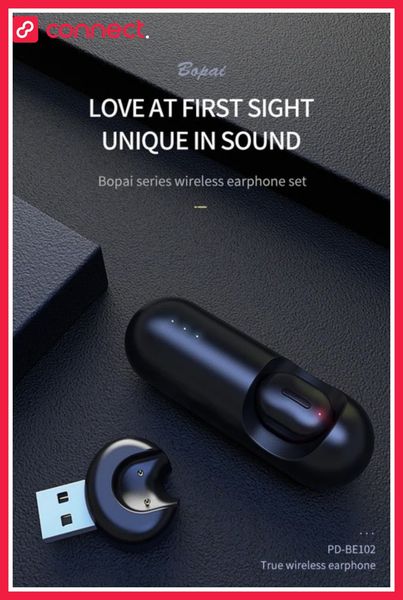 connect.
Bopai
LOVE AT FIRST SIGHT
UNIQUE IN SOUND
Bopai series wireless earphone set
PD-BE102
True wireless earphone